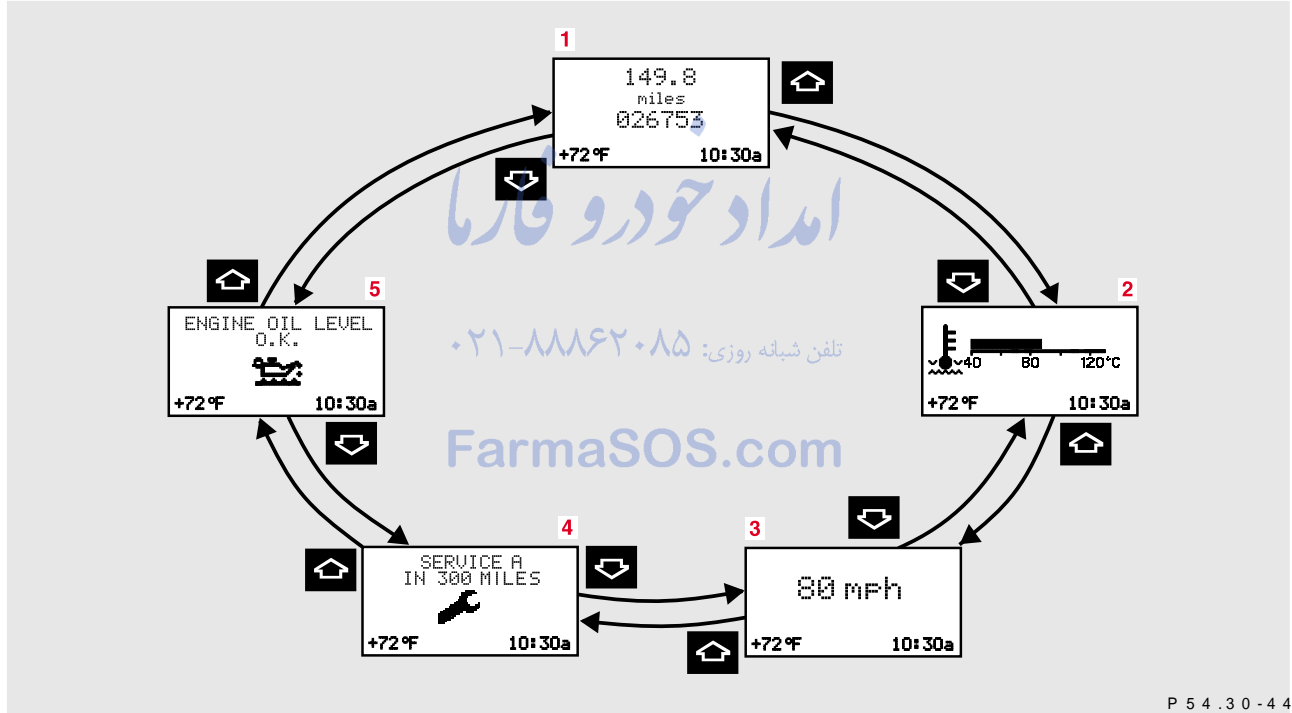 1
149.8
miles
026753
+72°F 10:30a
امداد خودرو فارما
5
ENGINE OIL LEVEL
O.K.
+72°F 10:30a
تلفن شبانه روزی: ۰۲۱-۸۸۸۶۲۰۸۵
2
40 80 120°C
+72°F 10:30a
FarmaSOS.com
4
SERVICE A
IN 300 MILES
+72°F 10:30a
3
80 mph
+72°F 10:30a
P54.30-44